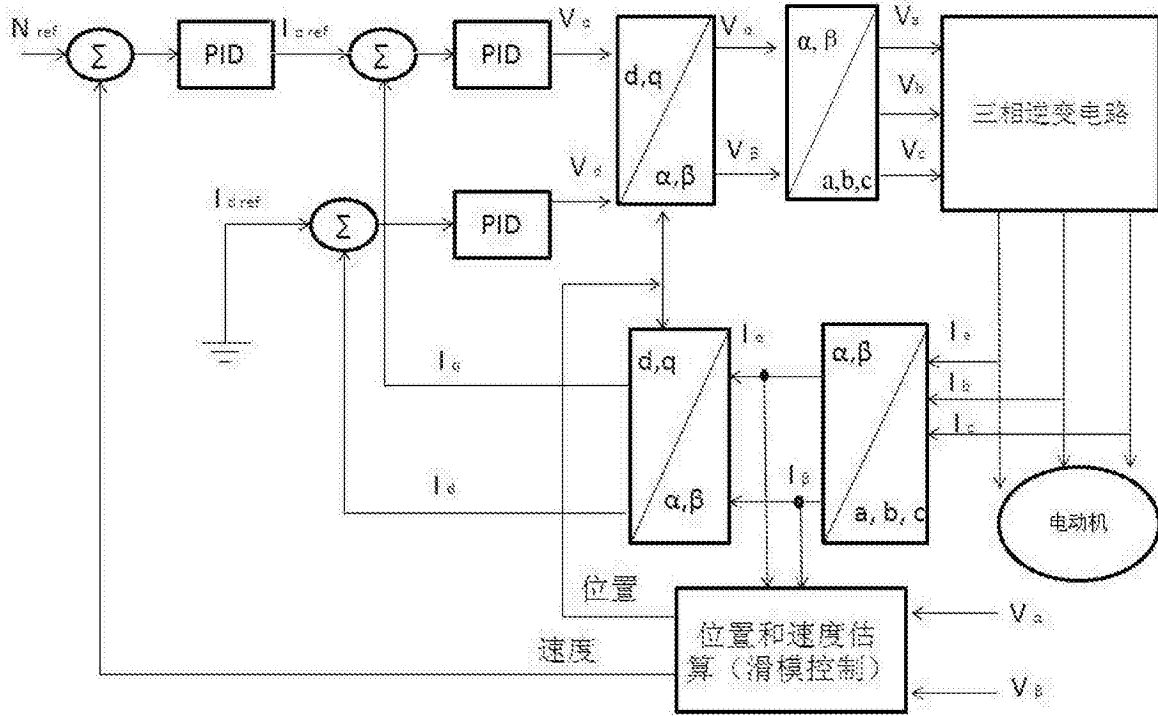 N ref
Σ
PID
I q ref
Σ
PID
V q
d,q
α,β
V α
V β
α, β
a,b,c
V a
V b
V c
三相逆变电路
I d ref
Σ
PID
V d
I q
I d
d,q
α,β
I α
I β
α,β
a, b, c
I a
I b
I c
电动机
位置
速度
位置和速度估
算（滑模控制）
V α
V β